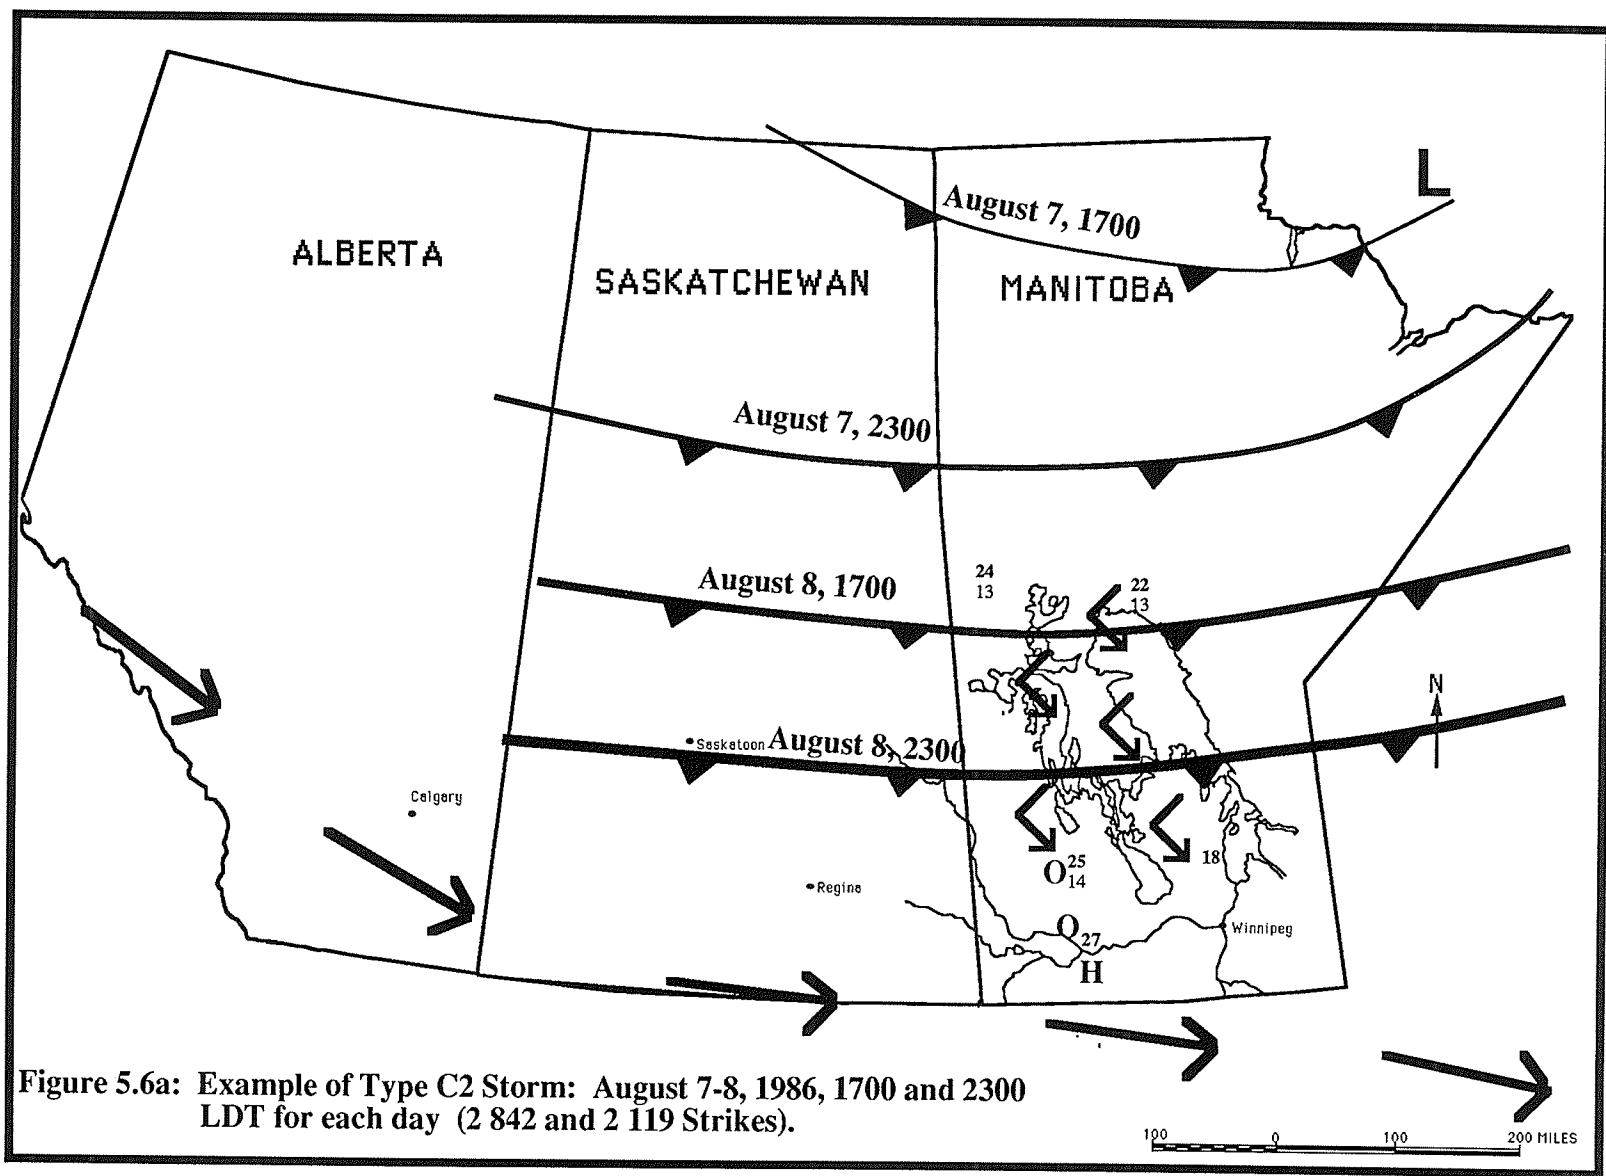 L
August 7, 1700
ALBERTA
SASKATCHEWAN
MANITOBA
August 7, 2300
24
13
August 8, 1700
22
13
N
Saskatoon
August 8, 2300
Calgary
18
O 25
14
Regina
O 27
Winnipeg
H
Figure 5.6a: Example of Type C2 Storm: August 7-8, 1986, 1700 and 2300
LDT for each day (2 842 and 2 119 Strikes).
100 0 100 200 MILES